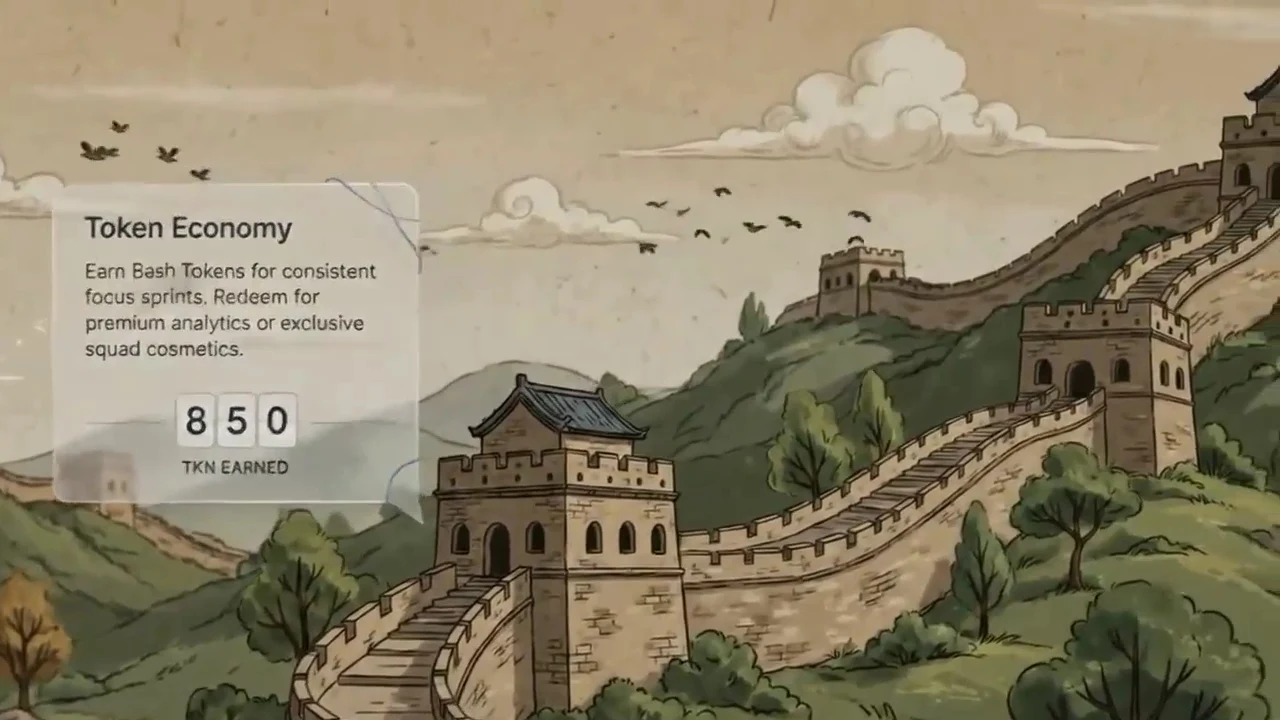 Token Economy
Earn Bash Tokens for consistent
focus sprints. Redeem for
premium analytics or exclusive
squad cosmetics.
850
TKN EARNED